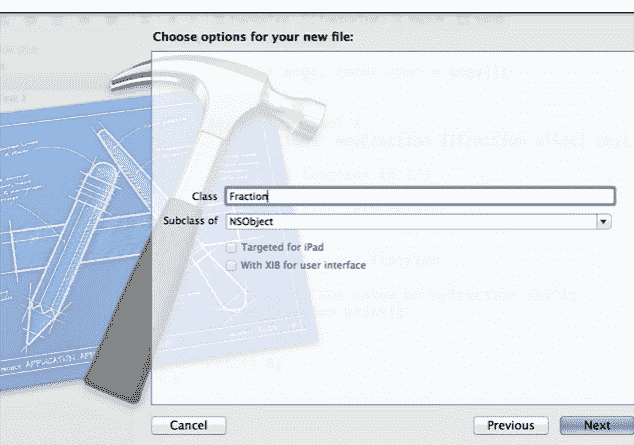 Choose options for your new file:
Class Fraction
Subclass of NSObject
Targeted for iPad
With XIB for user interface
Cancel Previous Next